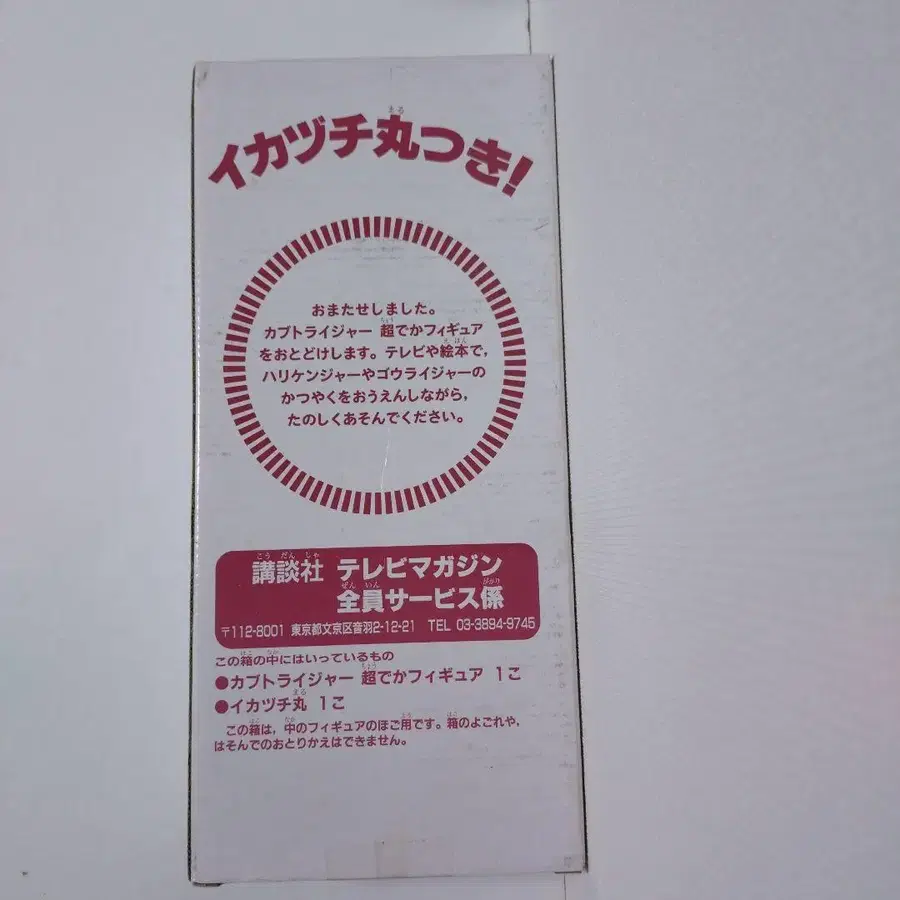 イカヅチ丸つき!
おまたせしました。
カブトライジャー 超でかフィギュア
をおとどけします。テレビや絵本で,
ハリケンジャーやゴウライジャーの
かつやくをおうえんしながら,
たのしくあそんでください。
講談社 テレビマガジン
全員サービス係
〒112-8001 東京都文京区音羽2-12-21 TEL 03-3894-9745
この箱の中にはいっているもの
●カブトライジャー 超でかフィギュア 1こ
●イカヅチ丸 1こ
この箱は,中のフィギュアのほご用です。箱のよごれや,
はそんでのおとりかえはできません。